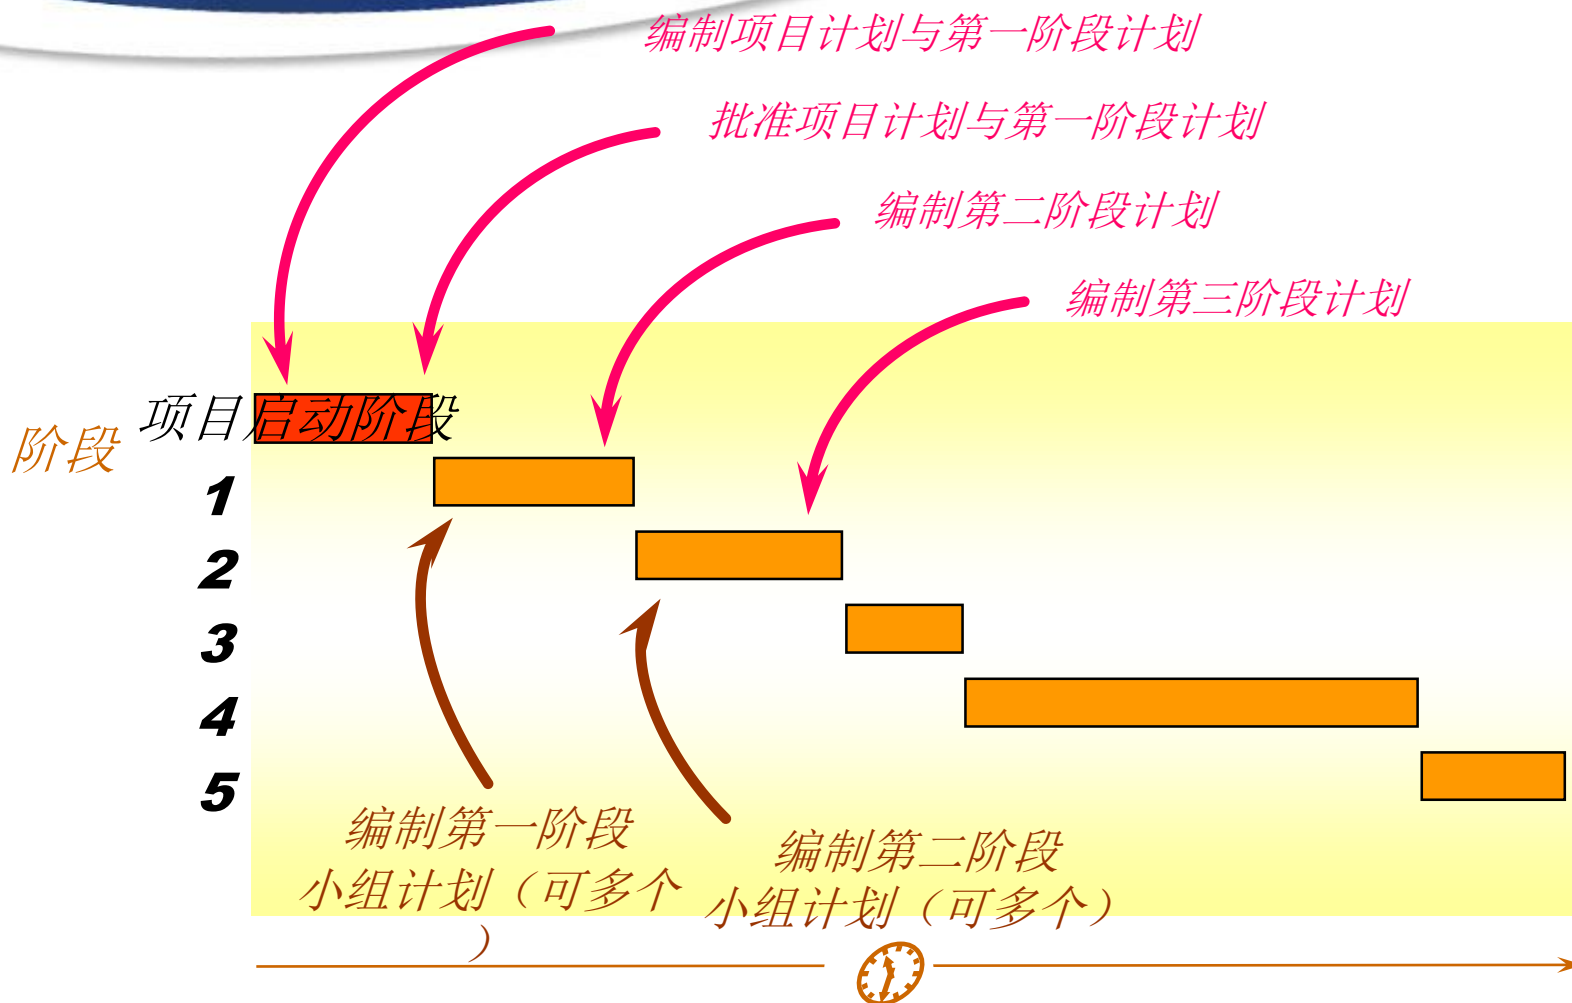 编制项目计划与第一阶段计划
批准项目计划与第一阶段计划
编制第二阶段计划
编制第三阶段计划
项目启动阶段
阶段
1
2
3
4
5
编制第一阶段
小组计划（可多个
）
编制第二阶段
小组计划（可多个）